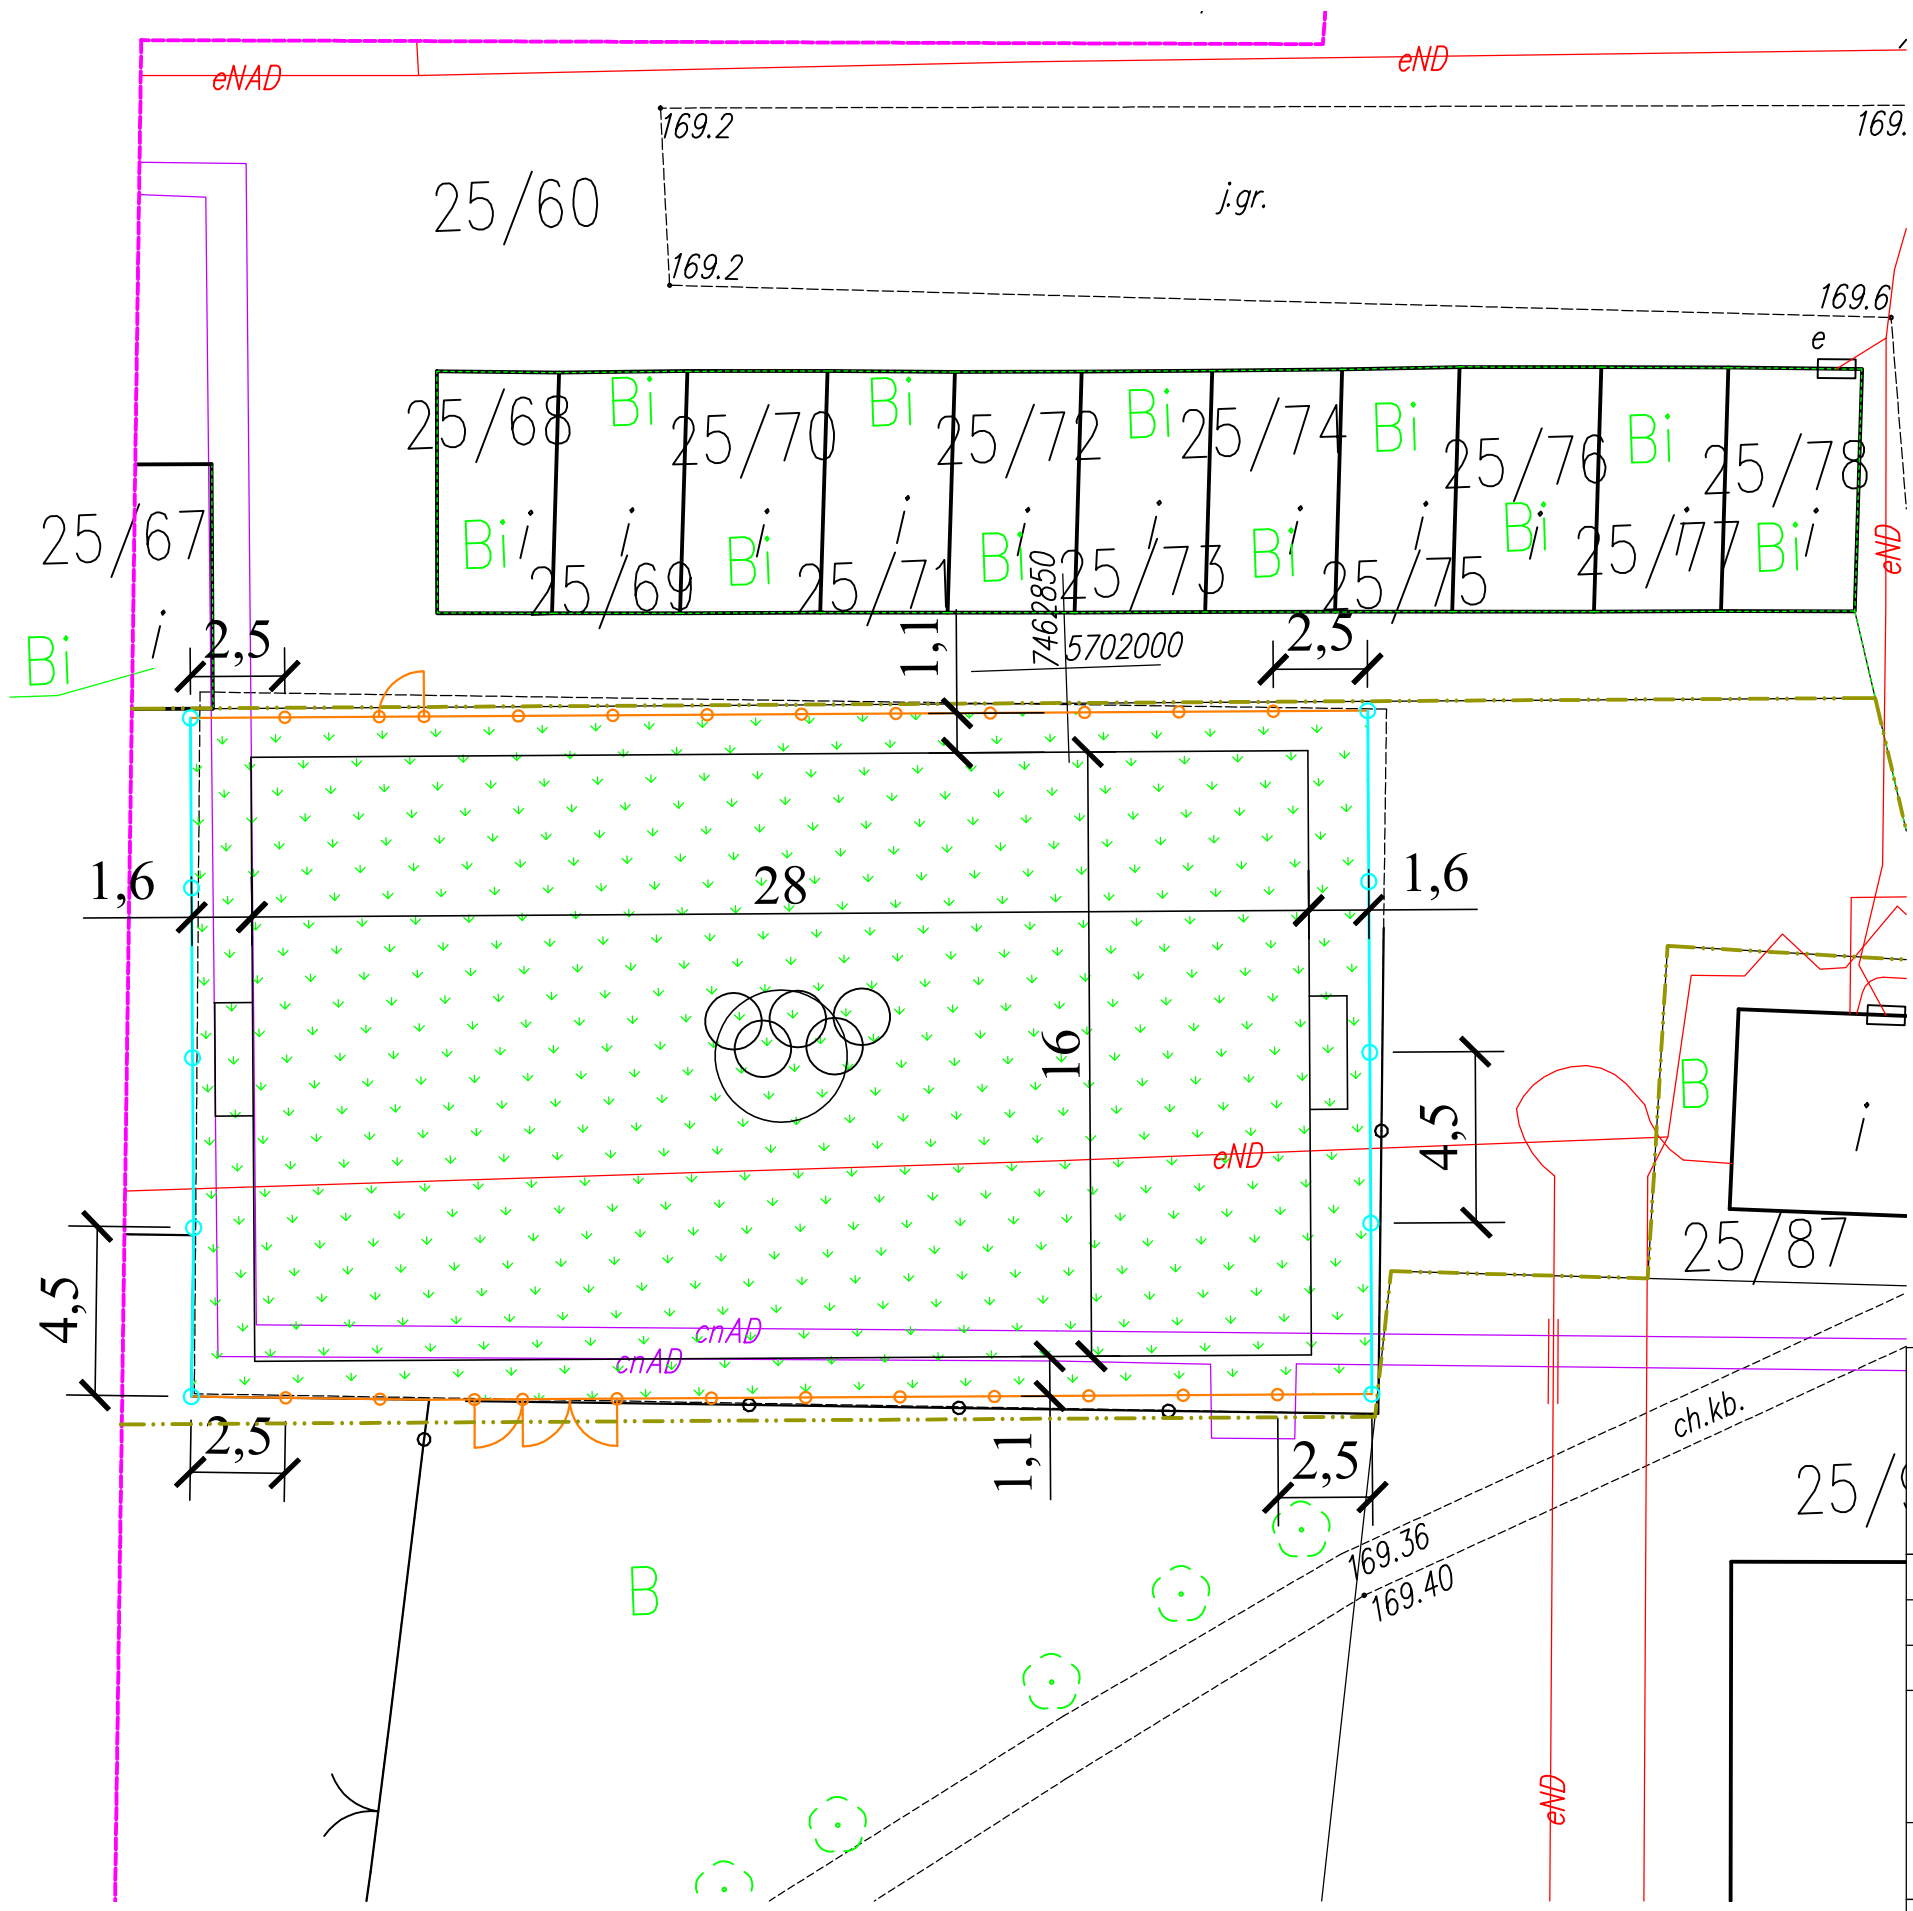 eNAD
eND
169.2
169.
25/60
j.gr.
169.2
169.6
e
25/68
Bi
25/70
Bi
25/72
Bi
25/74
Bi
25/76
Bi
25/78
25/67
i
Bi
i
i
25/69
Bi
i
25/71
i
Bi
i
25/73
i
Bi
i
25/75
i
Bi
i
25/77
i
Bi
i
eND
Bi
2,5
1,1
7462850
5702000
2,5
1,6
28
1,6
16
4,5
eND
B
i
25/87
4,5
cnAD
cnAD
2,5
1,1
2,5
ch.kb.
25/
169.36
169.40
B
eND